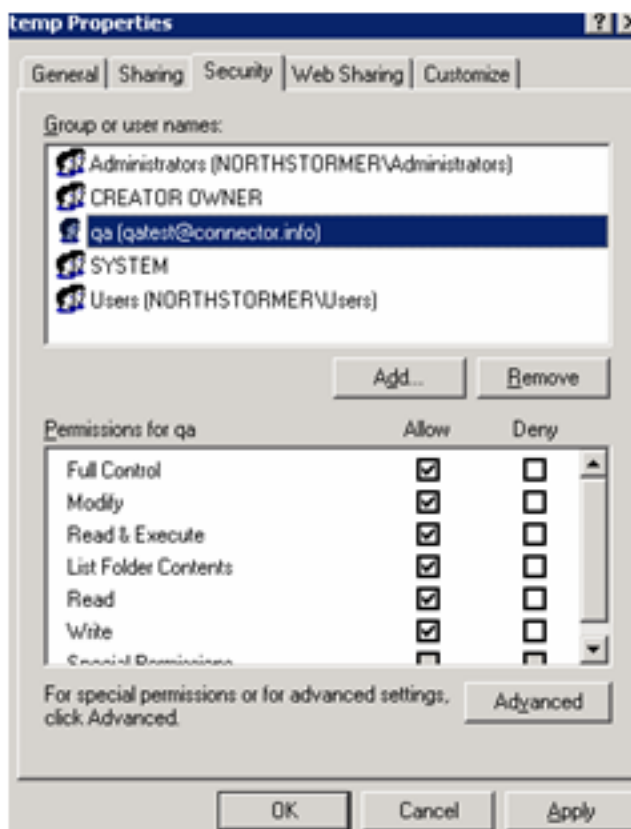 temp Properties
General Sharing Security Web Sharing Customize
Group or user names:
Administrators (NORTHSTORMER\Administrators)
CREATOR OWNER
qa (qatest@connector.info)
SYSTEM
Users (NORTHSTORMER\Users)
Add... Remove
Permissions for qa Allow Deny
Full Control
Modify
Read & Execute
List Folder Contents
Read
Write
Special Permissions
For special permissions or for advanced settings, Advanced
click Advanced.
OK Cancel Apply